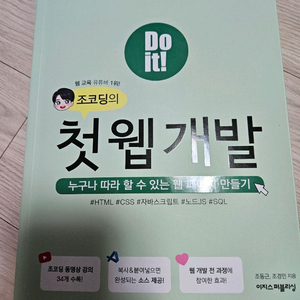 Do
it!
웹 교육 유튜버 1위!
조코딩의
첫 웹 개발
누구나 따라 할 수 있는 웹 만들기
#HTML #CSS #자바스크립트 #노드JS #SQL
조코딩 동영상 강의
34개 수록!
복사&붙여넣으면
완성되는 소스 제공!
웹 개발 전 과정에
참여한 효과!
조동근, 조경민 지음
이지스퍼블리싱